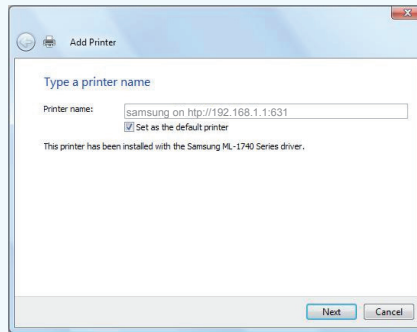 Add Printer
Type a printer name
Printer name:
samsung on htp://192.168.1.1:631
Set as the default printer
This printer has been installed with the Samsung ML-1740 Series driver.
Next
Cancel